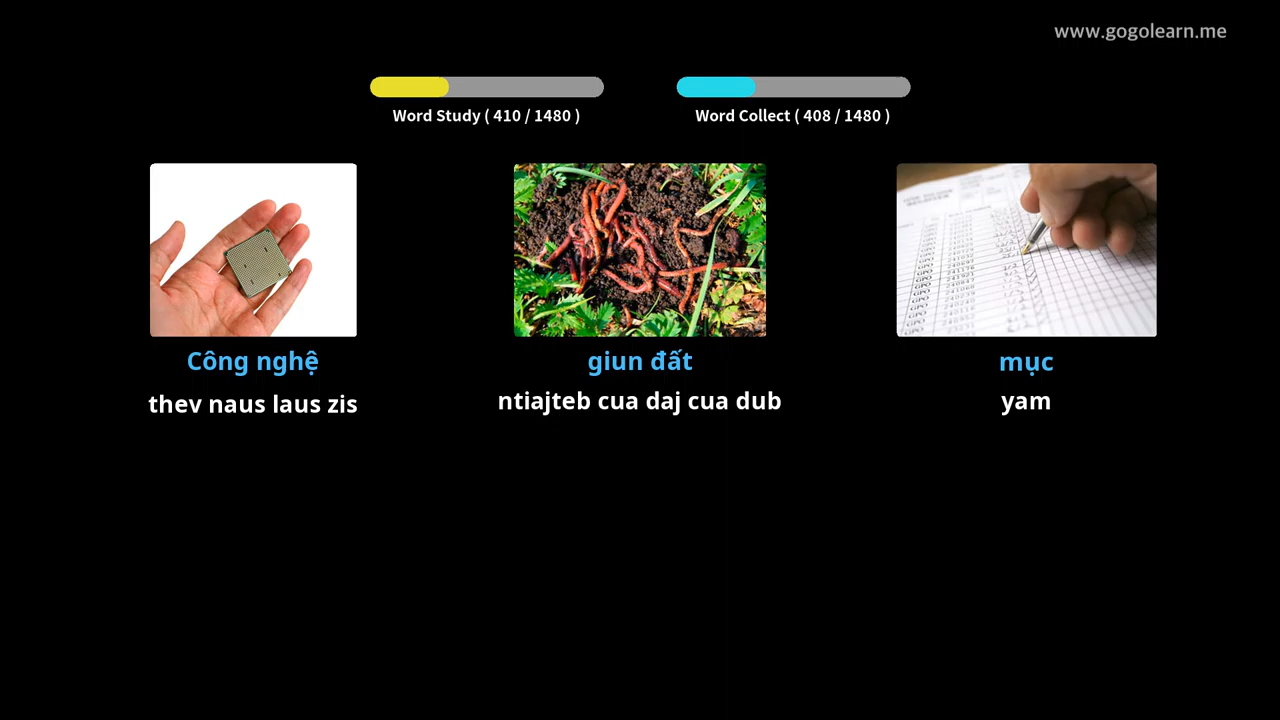 www.gogolearn.me
Word Study ( 410 / 1480 )
Word Collect ( 408 / 1480 )
Công nghệ
thev naus laus zis
giun đất
ntiajteb cua daj cua dub
mục
yam